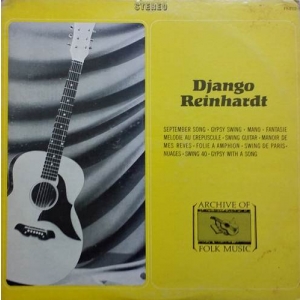 STEREO
Django
Reinhardt
SEPTEMBER SONG • GYPSY SWING • MANO • FANTASIE
MELODIE AU CREPUSCULE • SWING GUITAR • MANOIR DE
MES REVES • FOLIE A AMPHION • SWING DE PARIS •
NUAGES • SWING 40 • GYPSY WITH A SONG
ARCHIVE OF
FOLK MUSIC